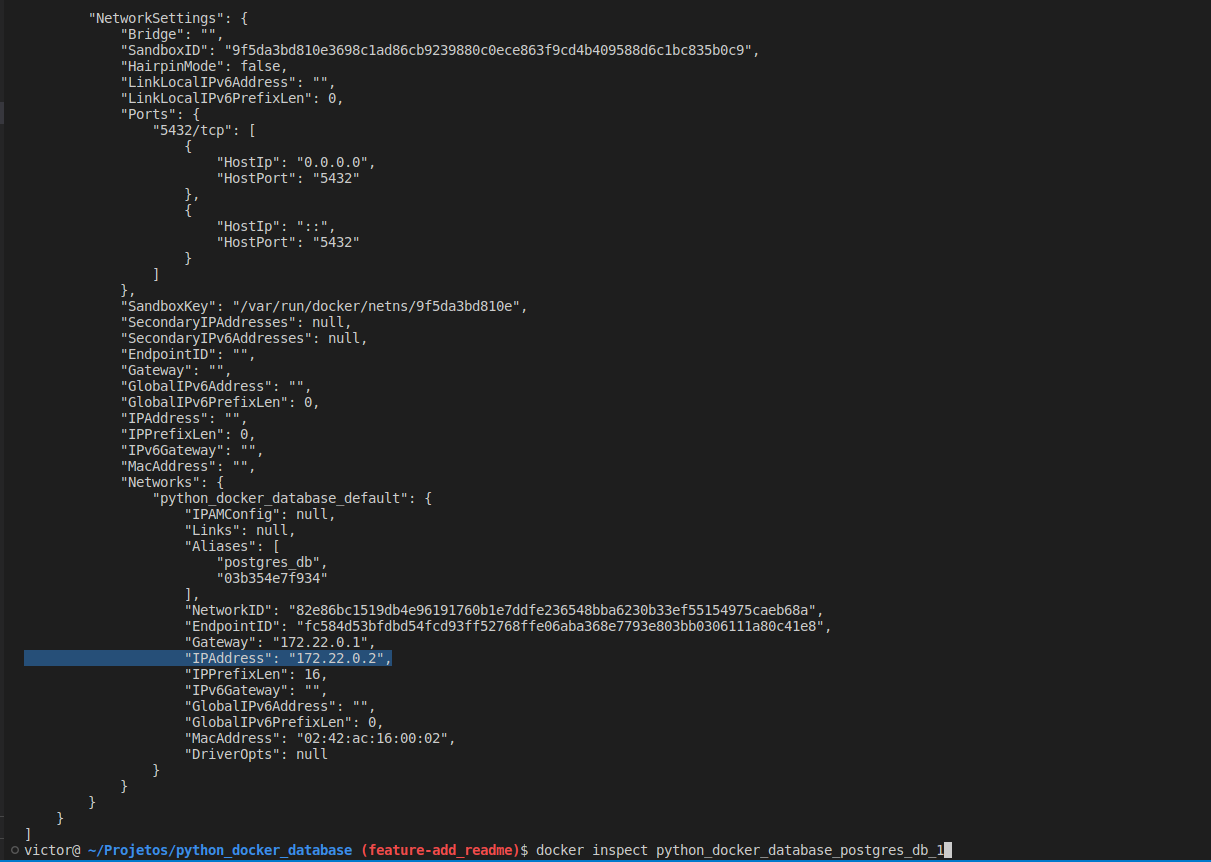 "NetworkSettings": {
"Bridge": "",
"SandboxID": "9f5da3bd810e3698c1ad86cb9239880c0ece863f9cd4b409588d6c1bc835b0c9",
"HairpinMode": false,
"LinkLocalIPv6Address": "",
"LinkLocalIPv6PrefixLen": 0,
"Ports": {
"5432/tcp": [
{
"HostIp": "0.0.0.0",
"HostPort": "5432"
},
{
"HostIp": "::",
"HostPort": "5432"
}
]
},
"SandboxKey": "/var/run/docker/netns/9f5da3bd810e",
"SecondaryIPAddresses": null,
"SecondaryIPv6Addresses": null,
"EndpointID": "",
"Gateway": "",
"GlobalIPv6Address": "",
"GlobalIPv6PrefixLen": 0,
"IPAddress": "",
"IPPrefixLen": 0,
"IPv6Gateway": "",
"MacAddress": "",
"Networks": {
"python_docker_database_default": {
"IPAMConfig": null,
"Links": null,
"Aliases": [
"postgres_db",
"03b354e7f934"
],
"NetworkID": "82e86bc1519db4e96191760b1e7ddfe236548bba6230b33ef55154975caeb68a",
"EndpointID": "fc584d53bfdbd54fcd93ff52768ffe06aba368e7793e803bb0306111a80c41e8",
"Gateway": "172.22.0.1",
"IPAddress": "172.22.0.2",
"IPPrefixLen": 16,
"IPv6Gateway": "",
"GlobalIPv6Address": "",
"GlobalIPv6PrefixLen": 0,
"MacAddress": "02:42:ac:16:00:02",
"DriverOpts": null
}
}
}
}
]
victor@ ~/Projetos/python_docker_database (feature-add_readme)$ docker inspect python_docker_database_postgres_db_1